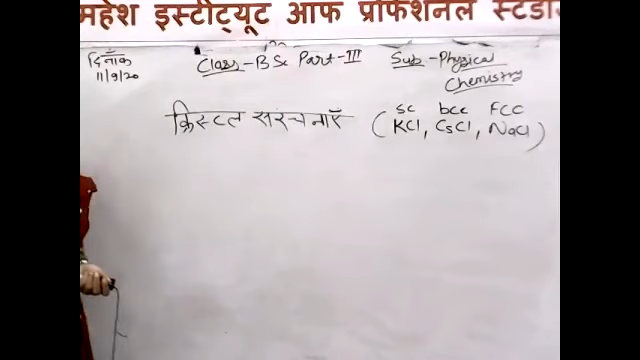 महेश इस्टीट्यूट आफ प्रोफेशनल स्टडीस
दिनाँक
11/9/20
Class - BSc Part-III
Sub - Physical
Chemistry
क्रिस्टल संरचनाएँ
SC bcc FCC
(KCl, CsCl, NaCl)